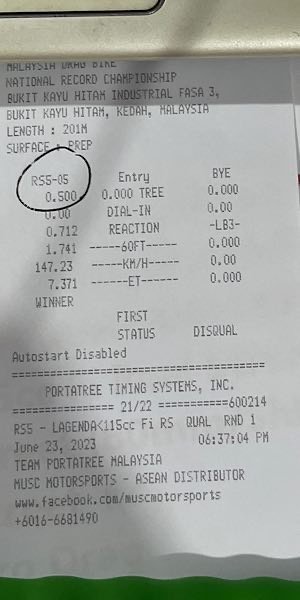 MALAYSIA DRAG BIKE
NATIONAL RECORD CHAMPIONSHIP
BUKIT KAYU HITAM INDUSTRIAL FASA 3,
BUKIT KAYU HITAM, KEDAH, MALAYSIA
LENGTH : 201M
SURFACE : PREP
RS5-05 Entry BYE
0.500 0.000 TREE 0.000
0.00 DIAL-IN 0.00
0.712 REACTION -LB3-
1.741 -----60FT----- 0.000
147.23 -----KM/H----- 0.00
7.371 ------ET------ 0.000
WINNER
FIRST
STATUS DISQUAL
Autostart Disabled
========================================
PORTATREE TIMING SYSTEMS, INC.
================ 21/22 ===========600214
RS5 - LAGENDA<115cc Fi RS QUAL RND 1
June 23, 2023 06:37:04 PM
TEAM PORTATREE MALAYSIA
MUSC MOTORSPORTS - ASEAN DISTRIBUTOR
www.facebook.com/muscmotorsports
+6016-6681490